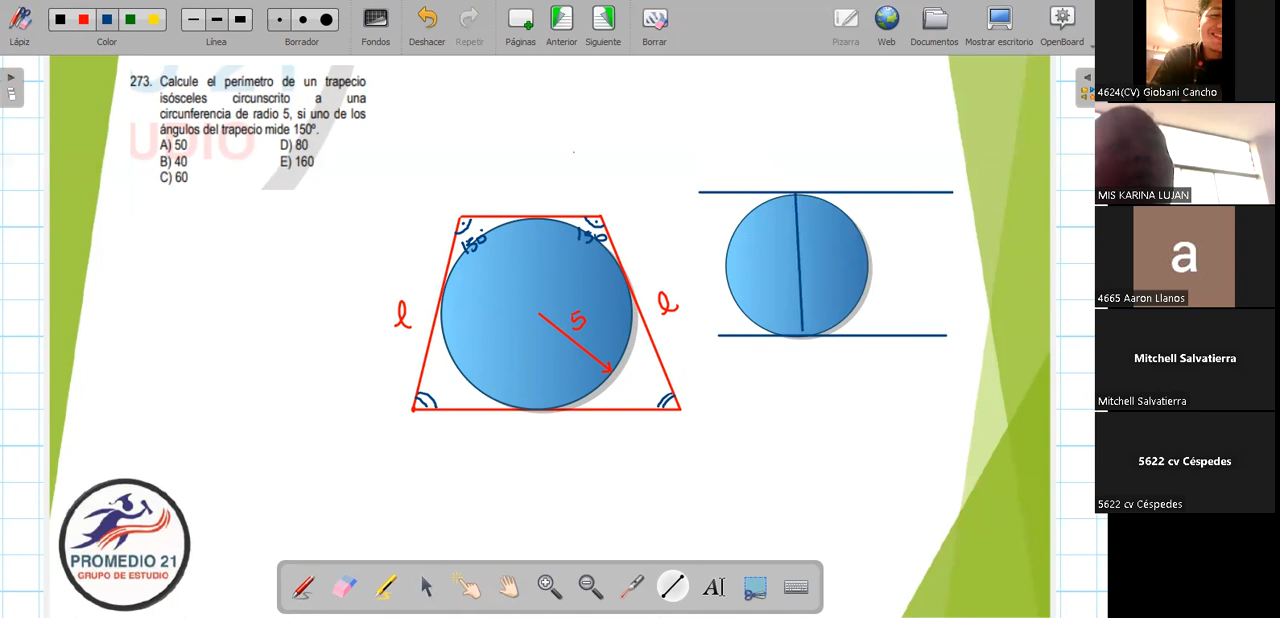 Lápiz
Color
Línea
Borrador
Fondos
Deshacer
Repetir
Páginas
Anterior
Siguiente
Borrar
Pizarra
Web
Documentos
Mostrar escritorio
OpenBoard
273. Calcule el perímetro de un trapecio
isósceles circunscrito a una
circunferencia de radio 5, si uno de los
ángulos del trapecio mide 150º.
A) 50 D) 80
B) 40 E) 160
C) 60
UDIO
150°
150
l
5
l
PROMEDIO 21
GRUPO DE ESTUDIO
AI
4624(CV) Giobani Cancho
MIS KARINA LUJAN
a
4665 Aaron Llanos
Mitchell Salvatierra
Mitchell Salvatierra
5622 cv Céspedes
5622 cv Céspedes